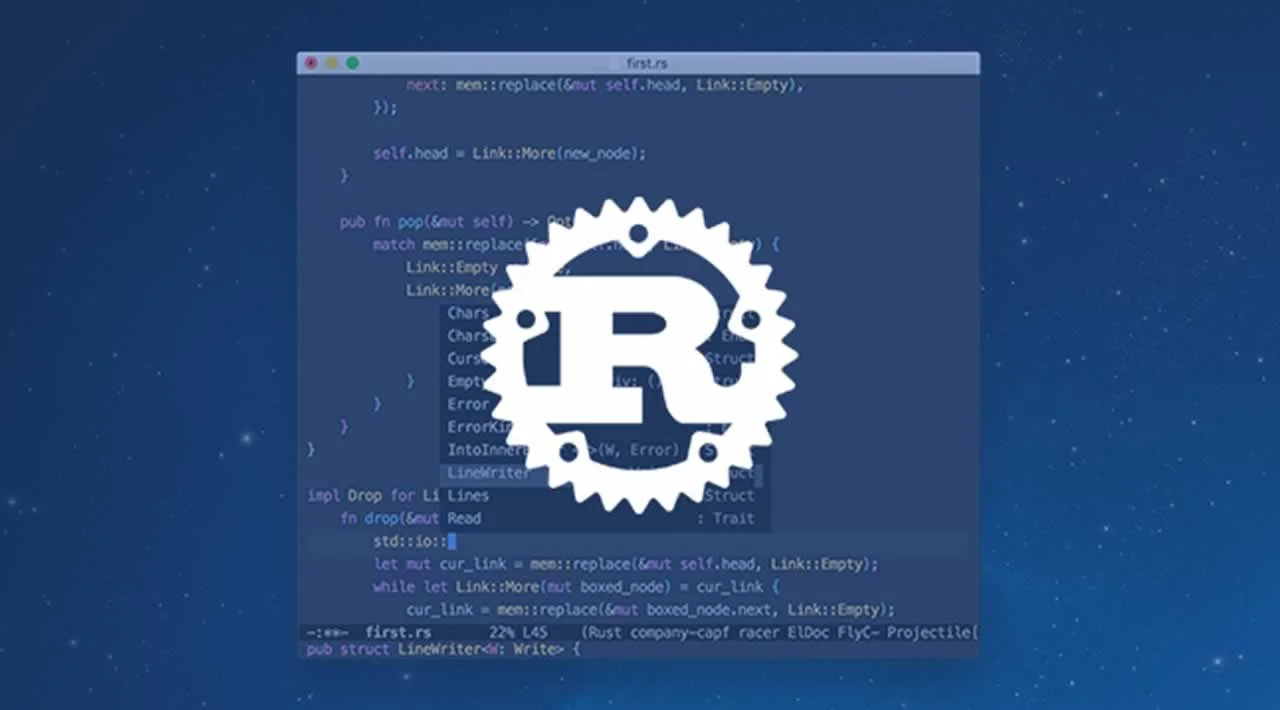 first.rs
next: mem::replace(&mut self.head, Link::Empty),
});
self.head = Link::More(new_node);
}
pub fn pop(&mut self) ->
match mem::replace( ) {
Link::Empty
Link::More(
Chars
Curs
Struct
} Empty
} Error
}
} IntoInner >(W, Error)
LineWriter
impl Drop for Li Lines Struct
fn drop(&mut Read : Trait
std::io::
let mut cur_link = mem::replace(&mut self.head, Link::Empty);
while let Link::More(mut boxed_node) = cur_link {
cur_link = mem::replace(&mut boxed_node.next, Link::Empty);
-:**- first.rs 22% L45 (Rust company-capf racer ElDoc FlyC- Projectile[
pub struct LineWriter<W: Write> {
R